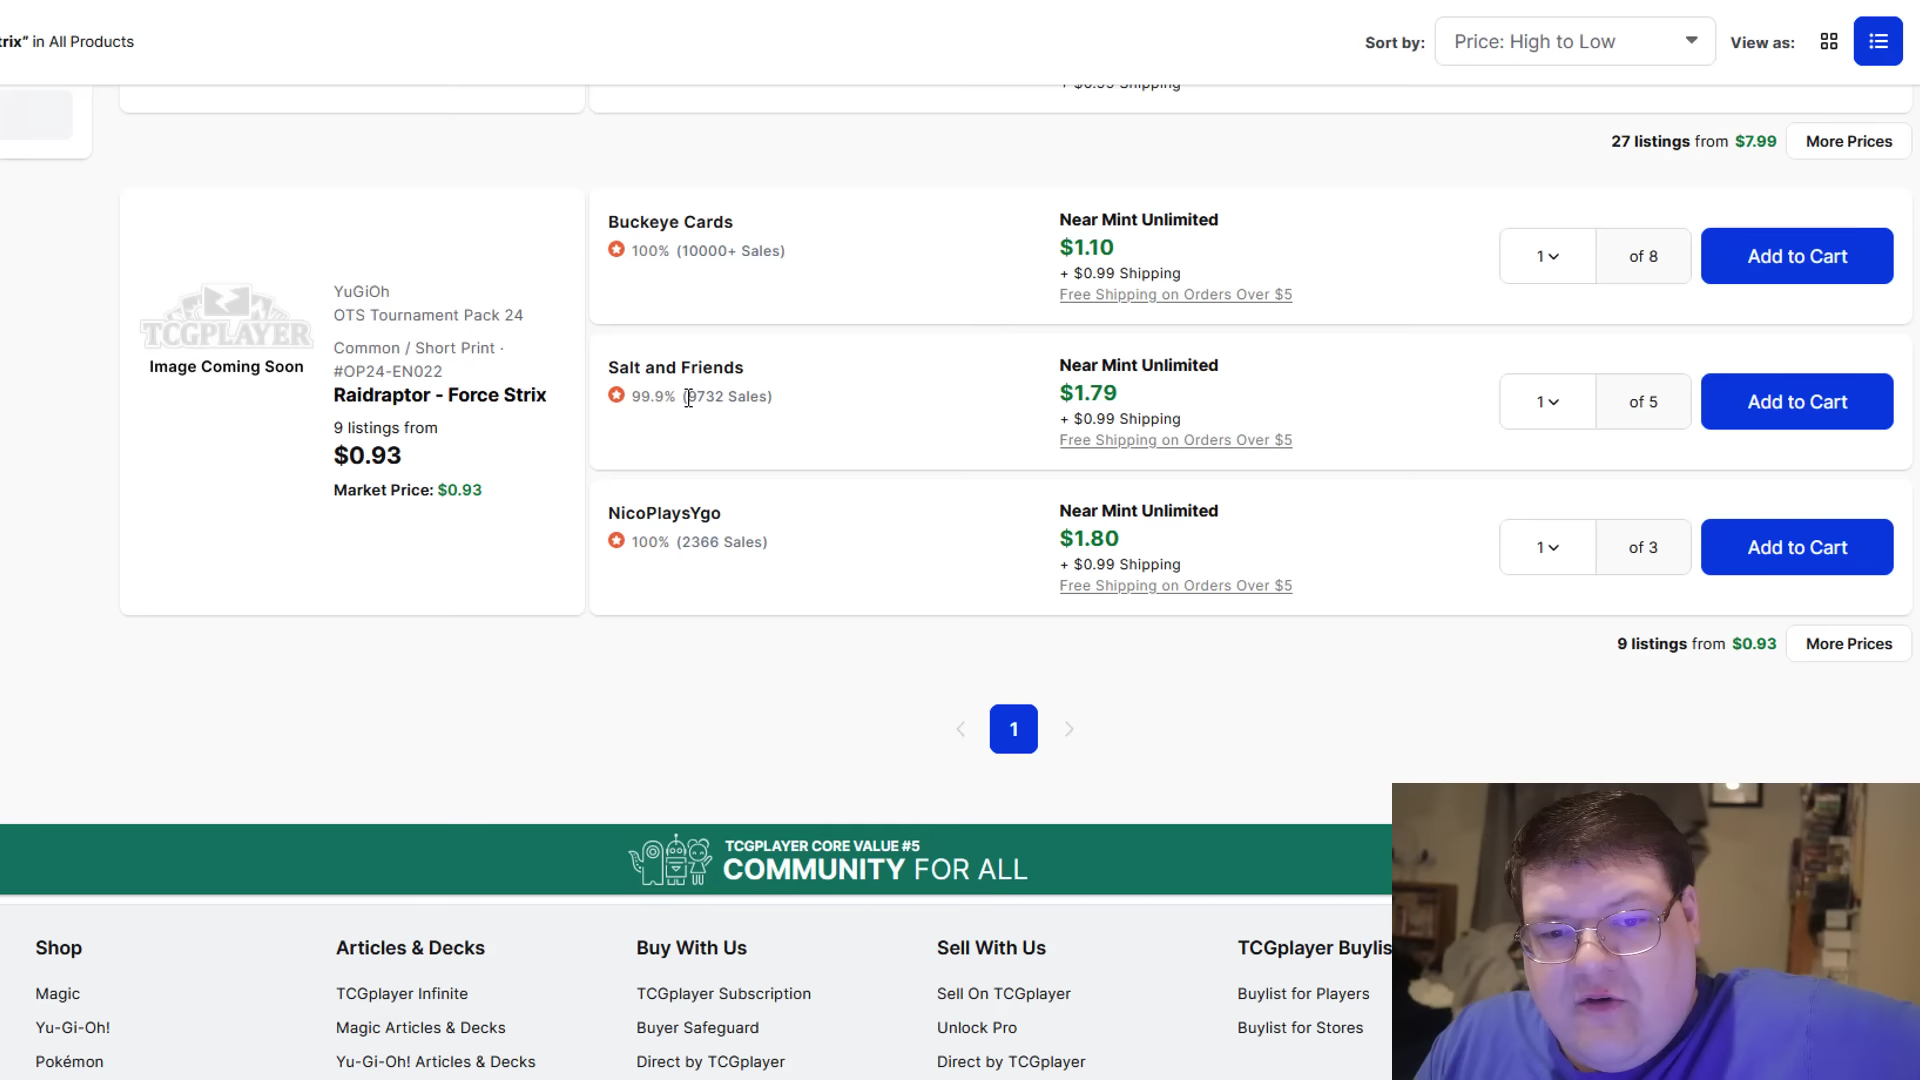 trix" in All Products
Sort by:
Price: High to Low
View as:
+ $0.99 Shipping
27 listings from $7.99
More Prices
TCGPLAYER
Image Coming Soon
YuGiOh
OTS Tournament Pack 24
Common / Short Print ·
#OP24-EN022
Raidraptor - Force Strix
9 listings from
$0.93
Market Price: $0.93
Buckeye Cards
100% (10000+ Sales)
Near Mint Unlimited
$1.10
+ $0.99 Shipping
Free Shipping on Orders Over $5
1
of 8
Add to Cart
Salt and Friends
99.9% (9732 Sales)
Near Mint Unlimited
$1.79
+ $0.99 Shipping
Free Shipping on Orders Over $5
1
of 5
Add to Cart
NicoPlaysYgo
100% (2366 Sales)
Near Mint Unlimited
$1.80
+ $0.99 Shipping
Free Shipping on Orders Over $5
1
of 3
Add to Cart
9 listings from $0.93
More Prices
1
TCGPLAYER CORE VALUE #5
COMMUNITY FOR ALL
Shop
Magic
Yu-Gi-Oh!
Pokémon
Articles & Decks
TCGplayer Infinite
Magic Articles & Decks
Yu-Gi-Oh! Articles & Decks
Buy With Us
TCGplayer Subscription
Buyer Safeguard
Direct by TCGplayer
Sell With Us
Sell On TCGplayer
Unlock Pro
Direct by TCGplayer
TCGplayer Buylis
Buylist for Players
Buylist for Stores